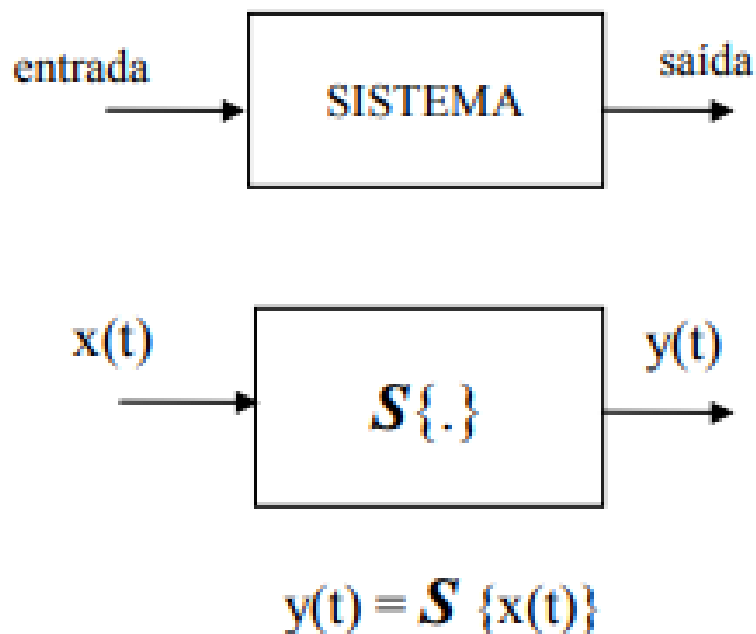 entrada
SISTEMA
saída
x(t)
S{.}
y(t)
y(t) = S {x(t)}